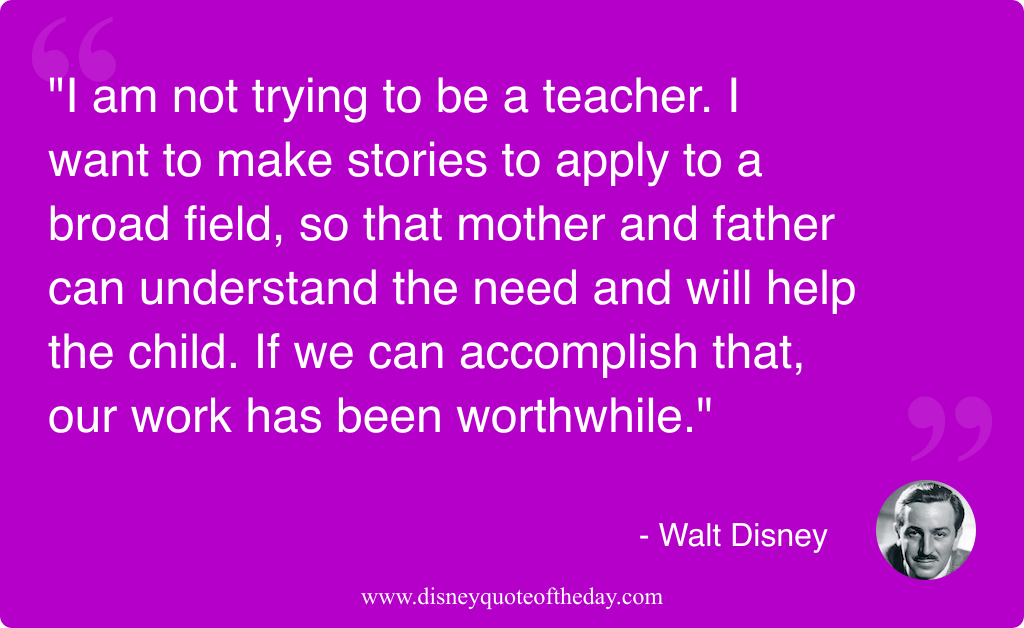 "I am not trying to be a teacher. I
want to make stories to apply to a
broad field, so that mother and father
can understand the need and will help
the child. If we can accomplish that,
our work has been worthwhile."
- Walt Disney
www.disneyquoteoftheday.com